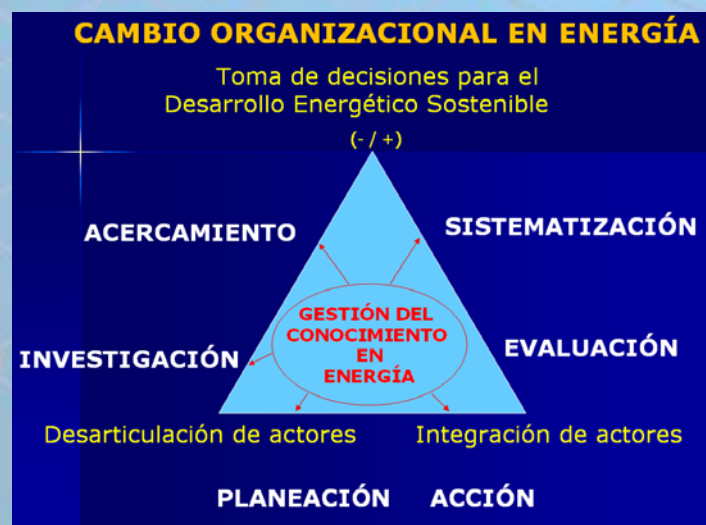 CAMBIO ORGANIZACIONAL EN ENERGÍA
Toma de decisiones para el
Desarrollo Energético Sostenible
(- / +)
ACERCAMIENTO
SISTEMATIZACIÓN
GESTIÓN DEL
CONOCIMIENTO
EN
ENERGÍA
INVESTIGACIÓN
EVALUACIÓN
Desarticulación de actores
Integración de actores
PLANEACIÓN
ACCIÓN